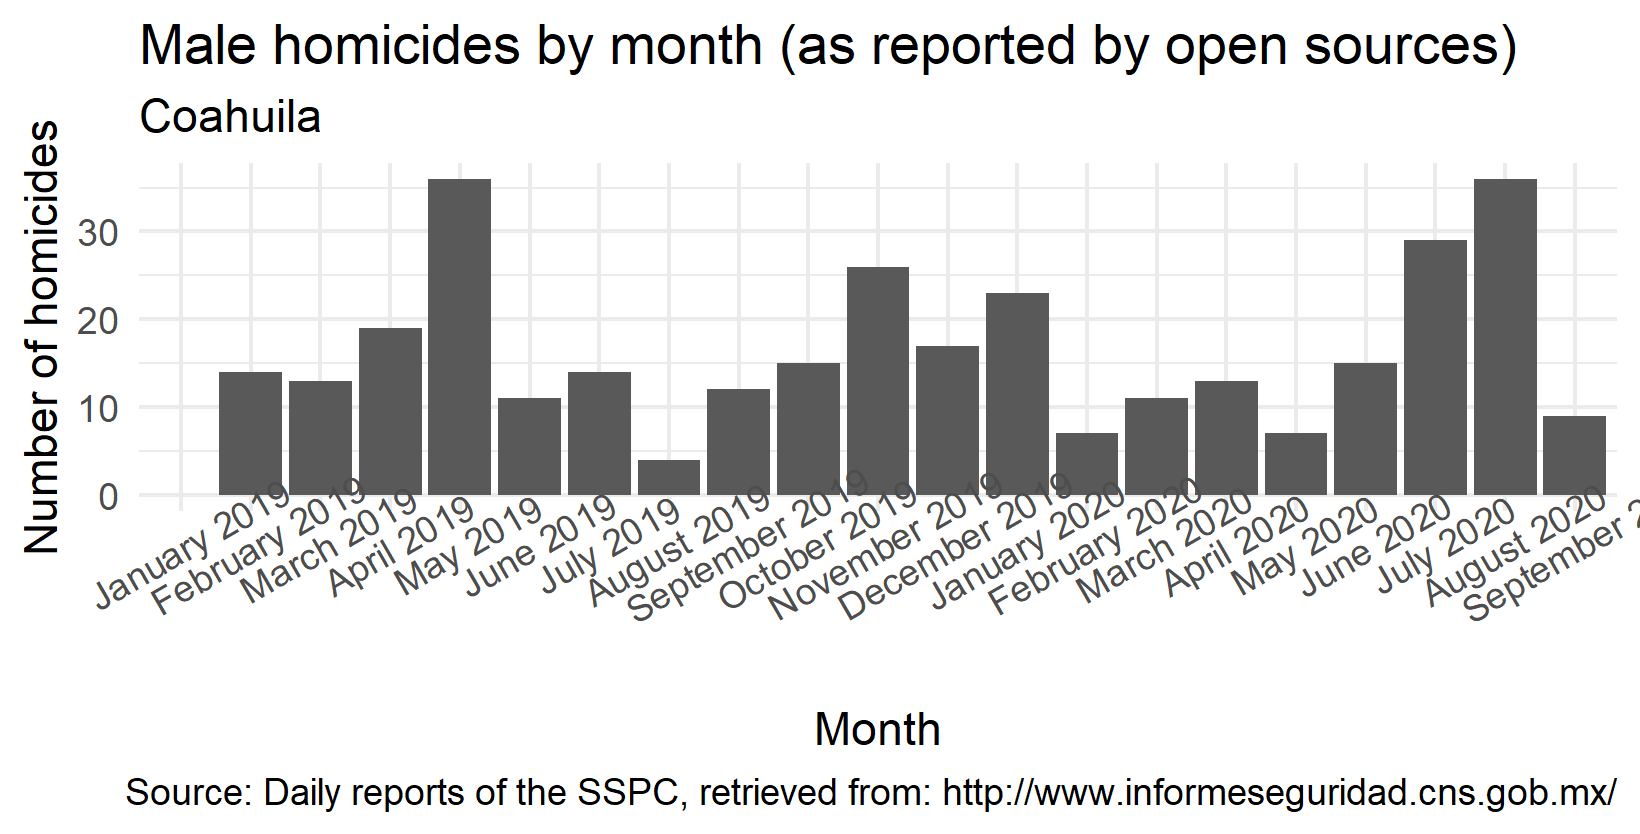 Male homicides by month (as reported by open sources)
Coahuila
Number of homicides
30
20
10
0
January 2019
February 2019
March 2019
April 2019
May 2019
June 2019
July 2019
August 2019
September 2019
October 2019
November 2019
December 2019
January 2020
February 2020
March 2020
April 2020
May 2020
June 2020
July 2020
August 2020
September 2
Month
Source: Daily reports of the SSPC, retrieved from: http://www.informeseguridad.cns.gob.mx/